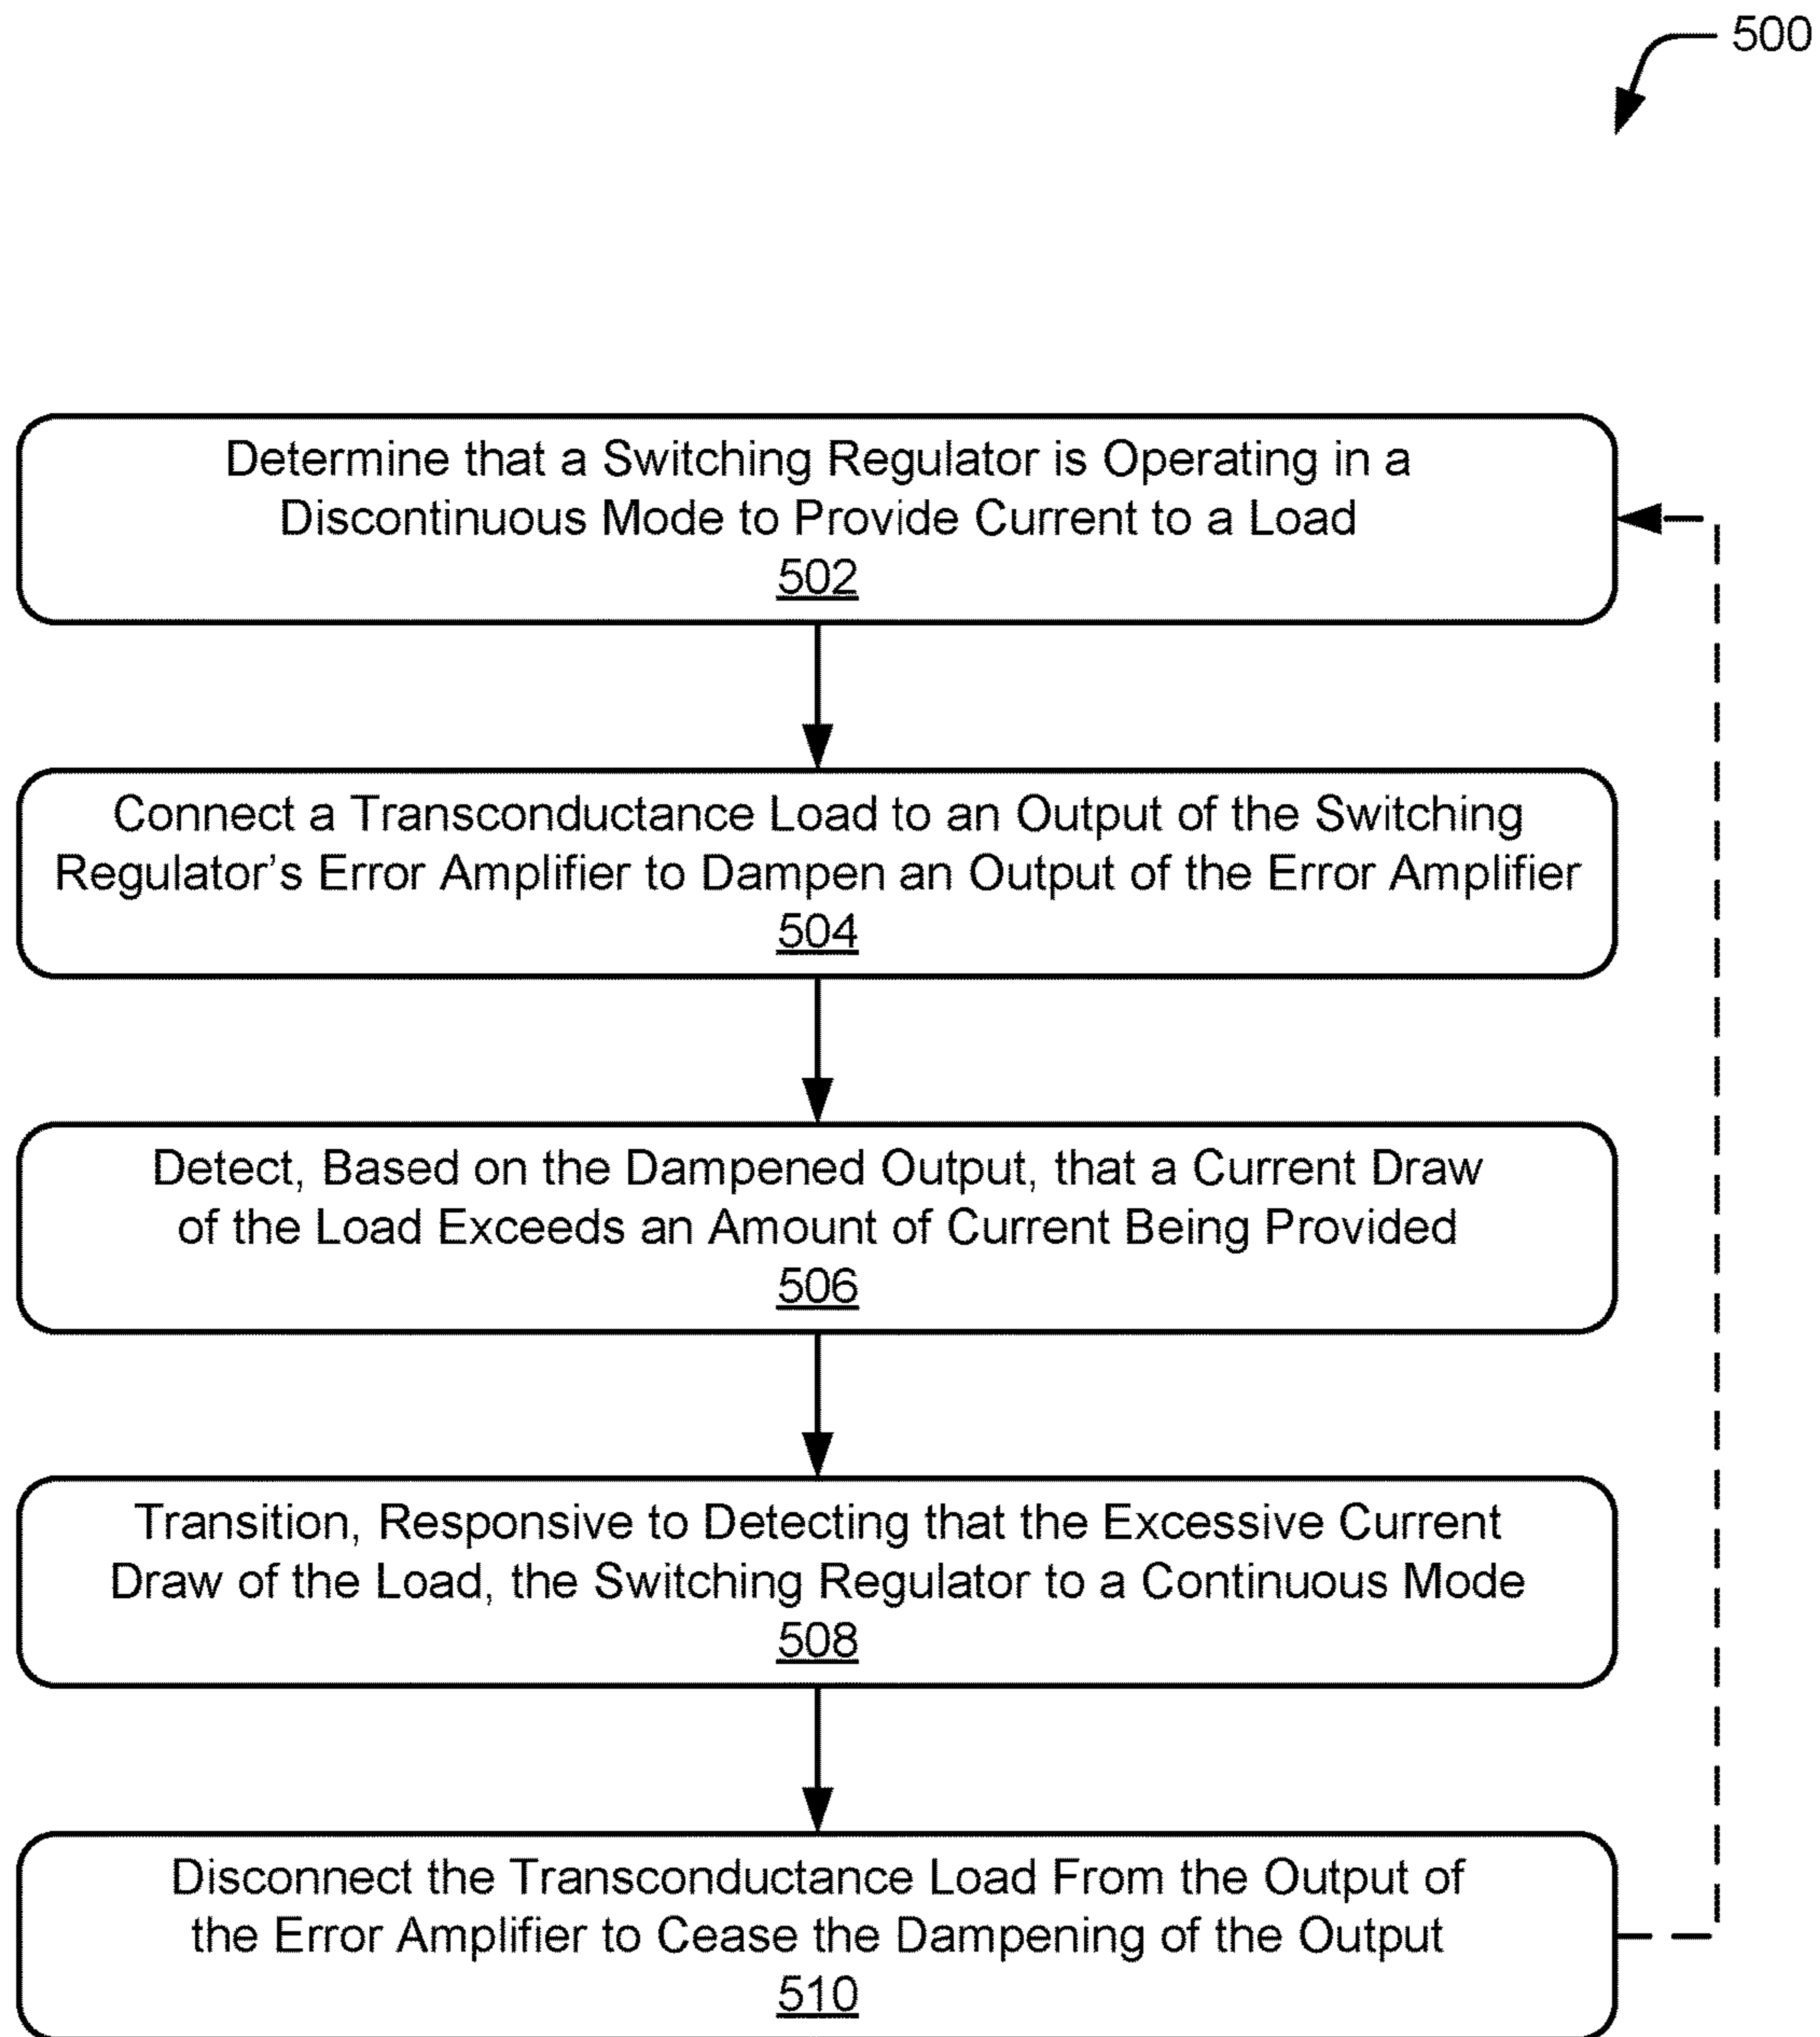 500
Determine that a Switching Regulator is Operating in a
Discontinuous Mode to Provide Current to a Load
502
Connect a Transconductance Load to an Output of the Switching
Regulator's Error Amplifier to Dampen an Output of the Error Amplifier
504
Detect, Based on the Dampened Output, that a Current Draw
of the Load Exceeds an Amount of Current Being Provided
506
Transition, Responsive to Detecting that the Excessive Current
Draw of the Load, the Switching Regulator to a Continuous Mode
508
Disconnect the Transconductance Load From the Output of
the Error Amplifier to Cease the Dampening of the Output
510